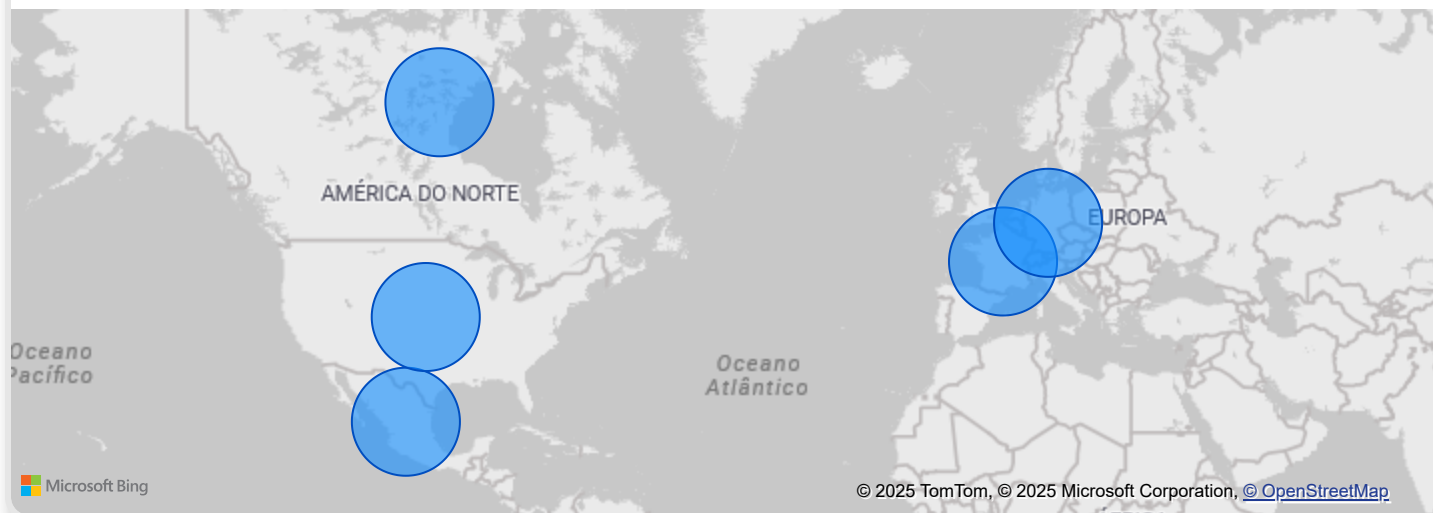 AMÉRICA DO NORTE
EUROPA
Oceano
Pacífico
Oceano
Atlântico
Microsoft Bing
© 2025 TomTom, © 2025 Microsoft Corporation, © OpenStreetMap